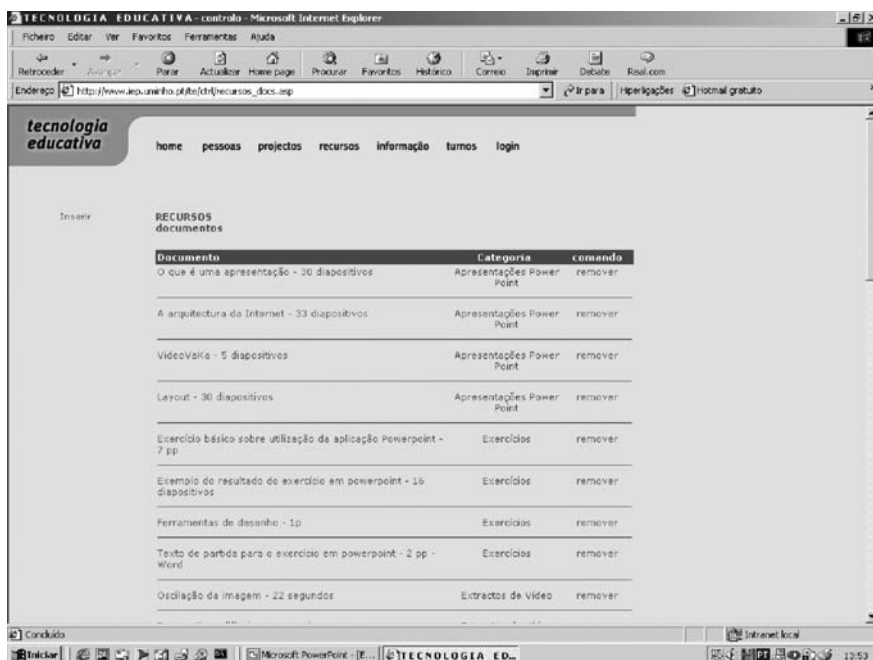 TECNOLOGIA EDUCATIVA - controlo - Microsoft Internet Explorer
Ficheiro Editar Ver Favoritos Ferramentas Ajuda
Retroceder Avançar Parar Actualizar Home page Procurar Favoritos Histórico Correio Imprimir Debate Real.com
Endereço http://www.iep.uminho.pt/te/ctrl/recursos_docs.asp Ir para Hiperligações Hotmail gratuito
tecnologia
educativa
home pessoas projectos recursos informação turnos login
Inserir
RECURSOS
documentos
Documento Categoria comando
O que é uma apresentação - 30 diapositivos Apresentações Power Point remover
A arquitectura da Internet - 33 diapositivos Apresentações Power Point remover
VideoVaKa - 5 diapositivos Apresentações Power Point remover
Layout - 30 diapositivos Apresentações Power Point remover
Exercício básico sobre utilização da aplicação Powerpoint - Exercícios remover
7 pp
Exemplo do resultado do exercício em powerpoint - 16 Exercícios remover
diapositivos
Ferramentas de desenho - 1p Exercícios remover
Texto de partida para o exercício em powerpoint - 2 pp - Exercícios remover
Word
Oscilação da imagem - 22 segundos Extractos de Vídeo remover
Concluído Intranet local
Iniciar Microsoft PowerPoint - [E... TECNOLOGIA ED... PT 13:53